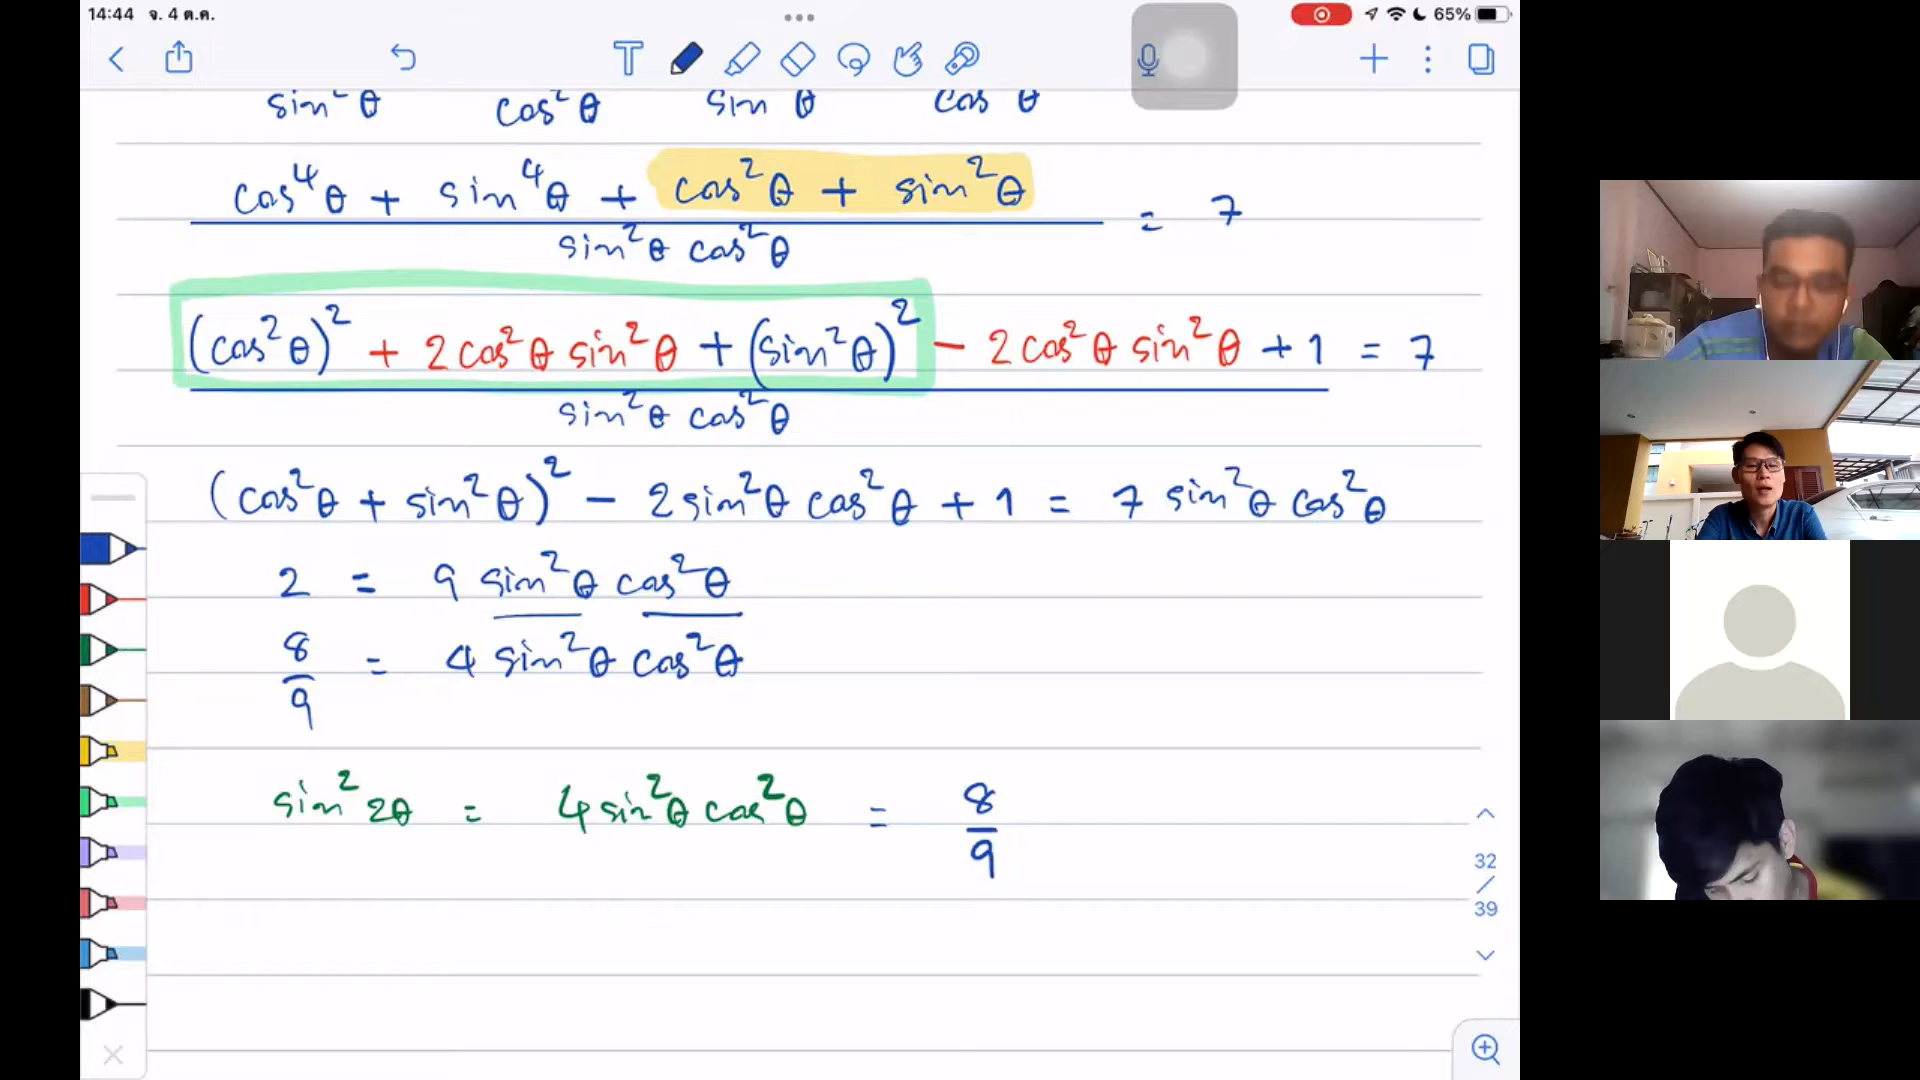 14:44 จ. 4 ต.ค. 65%
T
sin²θ cos²θ sin θ cos θ
cos⁴θ + sin⁴θ + cos²θ + sin²θ = 7
sin²θ cos²θ
(cos²θ)² + 2cos²θ sin²θ + (sin²θ)² − 2cos²θ sin²θ + 1 = 7
sin²θ cos²θ
(cos²θ + sin²θ)² − 2sin²θ cos²θ + 1 = 7 sin²θ cos²θ
2 = 9 sin²θ cos²θ
8/9 = 4 sin²θ cos²θ
sin²2θ = 4sin²θ cos²θ = 8/9
32
/
39